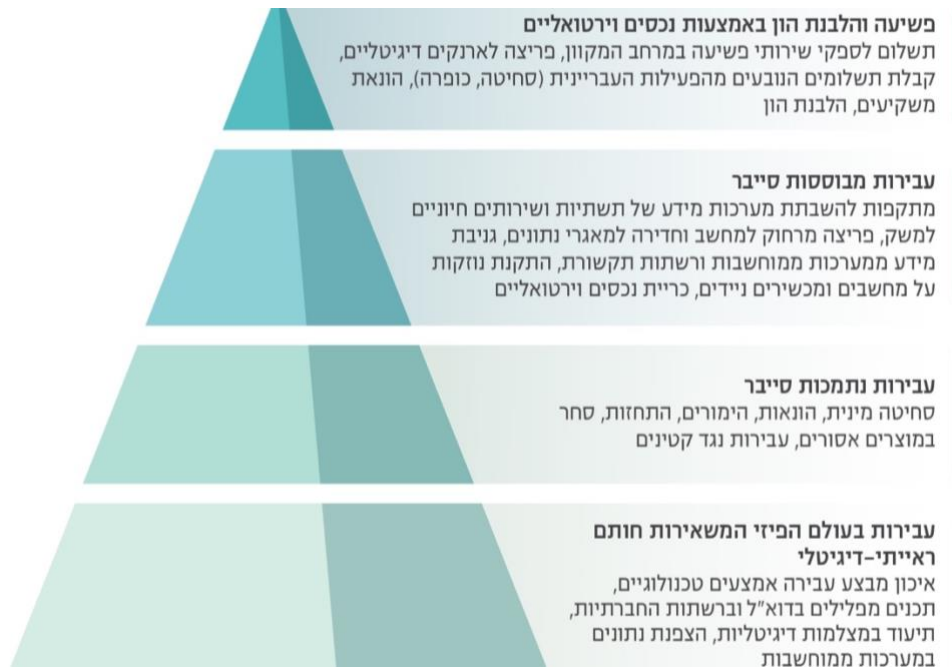 פשיעה והלבנת הון באמצעות נכסים וירטואליים
תשלום לספקי שירותי פשיעה במרחב המקוון, פריצה לארנקים דיגיטליים,
קבלת תשלומים הנובעים מהפעילות העבריינית (סחיטה, כופרה), הונאת
משקיעים, הלבנת הון
עבירות מבוססות סייבר
מתקפות להשבתת מערכות מידע של תשתיות ושירותים חיוניים
למשק, פריצה מרחוק למחשב וחדירה למאגרי נתונים, גניבת
מידע ממערכות ממוחשבות ורשתות תקשורת, התקנת נוזקות
על מחשבים ומכשירים ניידים, כריית נכסים וירטואליים
עבירות נתמכות סייבר
סחיטה מינית, הונאות, הימורים, התחזות, סחר
במוצרים אסורים, עבירות נגד קטינים
עבירות בעולם הפיזי המשאירות חותם
ראייתי-דיגיטלי
איכון מבצע עבירה אמצעים טכנולוגיים,
תכנים מפלילים בדוא"ל וברשתות החברתיות,
תיעוד במצלמות דיגיטליות, הצפנת נתונים
במערכות ממוחשבות